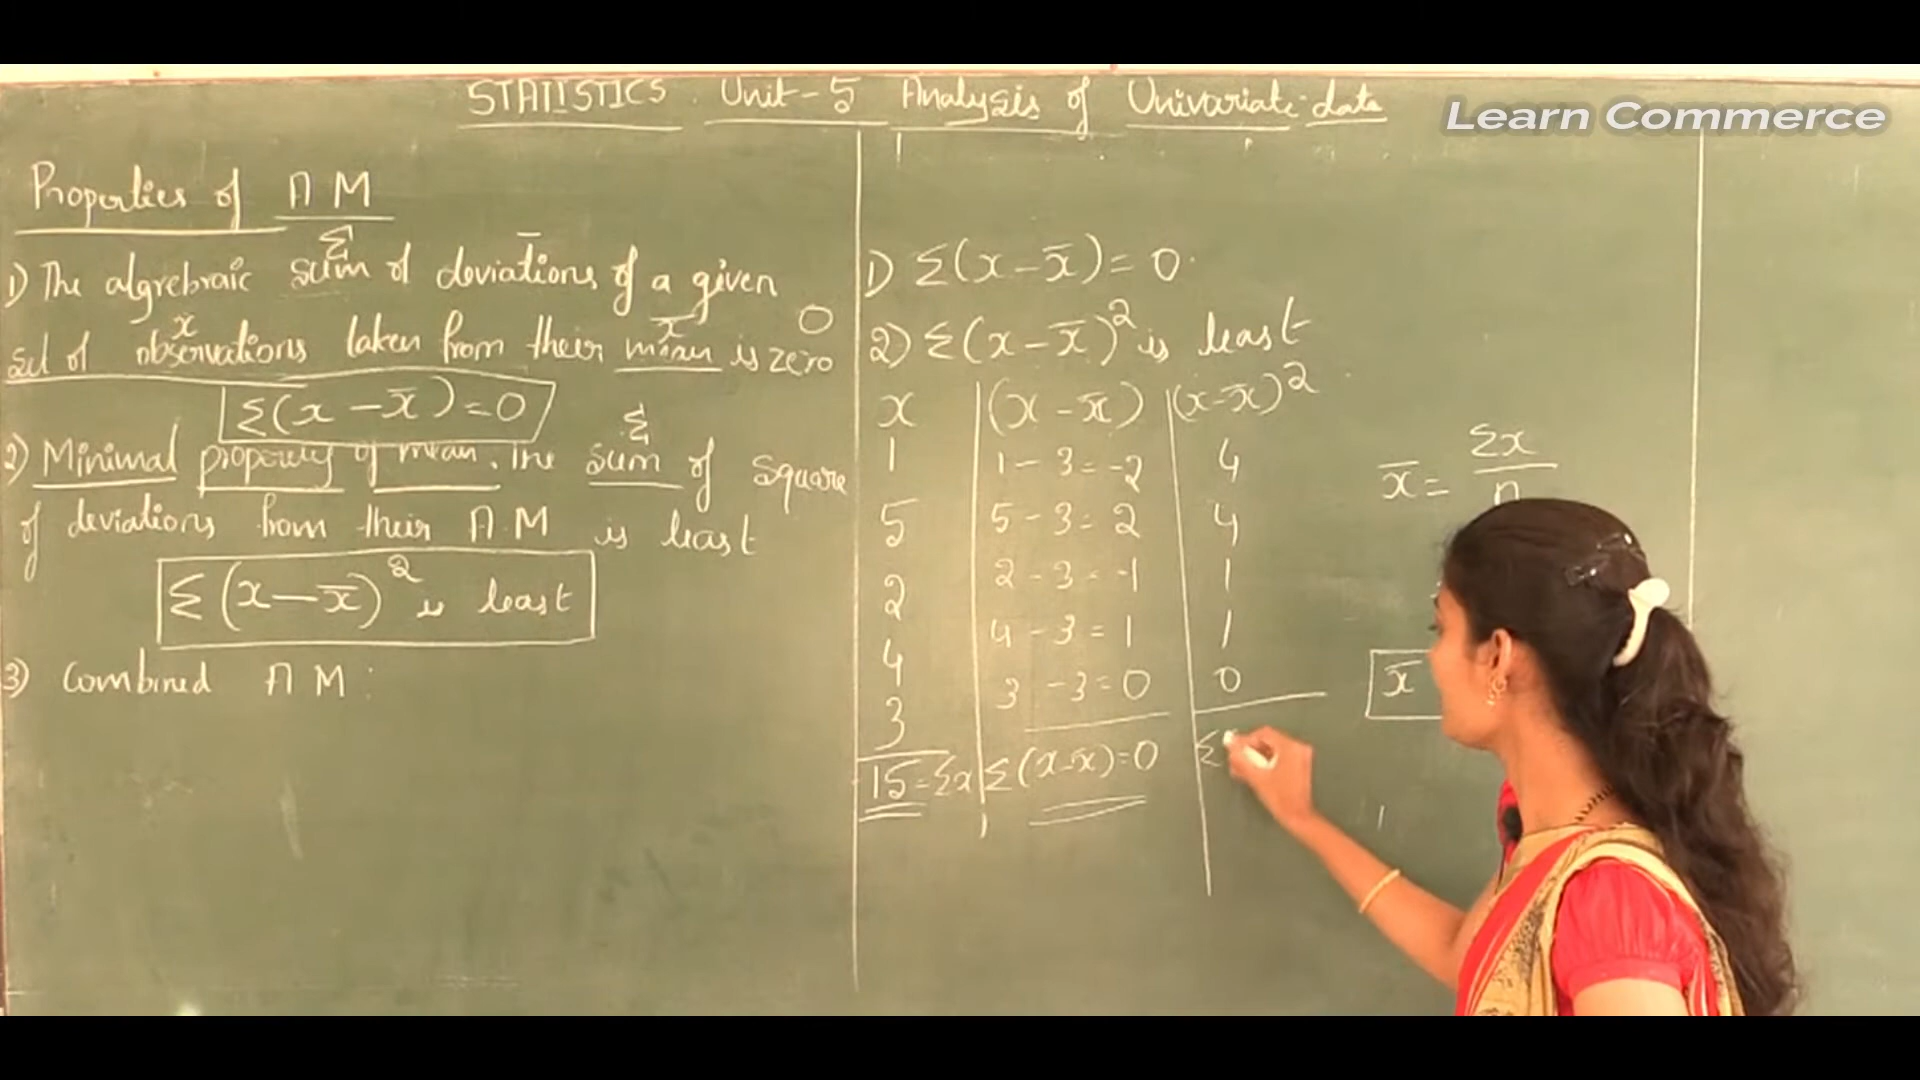 STATISTICS Unit-5 Analysis of Univariate data
Learn Commerce
Properties of AM
Σ
1) The algrebraic sum of deviations of a given
x x̄ 0
set of observations taken from their mean is zero
Σ(x - x̄) = 0
Σ
2) Minimal property of mean. The sum of square
of deviations from their A.M is least
Σ(x - x̄)² is least
3) Combined AM:
1) Σ(x - x̄) = 0
2) Σ(x - x̄)² is least
x (x - x̄) (x - x̄)²
1 1 - 3 = -2 4
5 5 - 3 = 2 4
2 2 - 3 = -1 1
4 4 - 3 = 1 1
3 3 - 3 = 0 0
15 = Σx Σ(x - x̄) = 0 Σ
x̄ = Σx
n
x̄